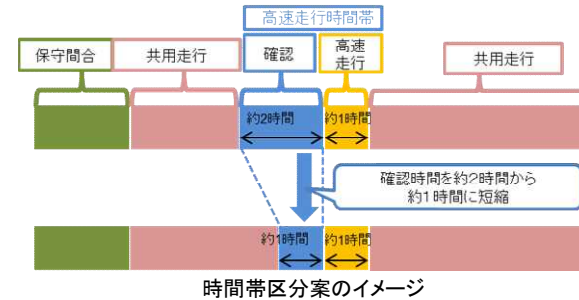 高速走行時間帯
保守間合
共用走行
確認
高速
走行
共用走行
約2時間
約1時間
確認時間を約2時間から
約1時間に短縮
約1時間
約1時間
時間帯区分案のイメージ